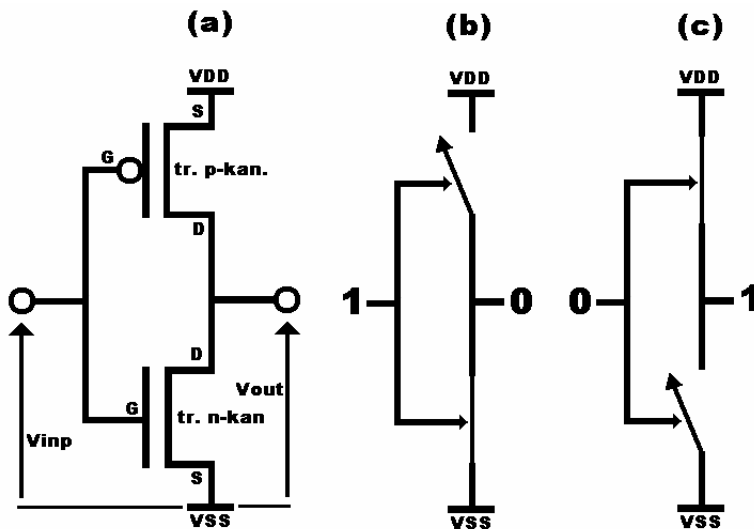 (a)
(b)
(c)
VDD
VDD
VDD
S
G
tr. p-kan.
D
1
0
0
1
D
Vout
G
tr. n-kan
Vinp
S
VSS
VSS
VSS